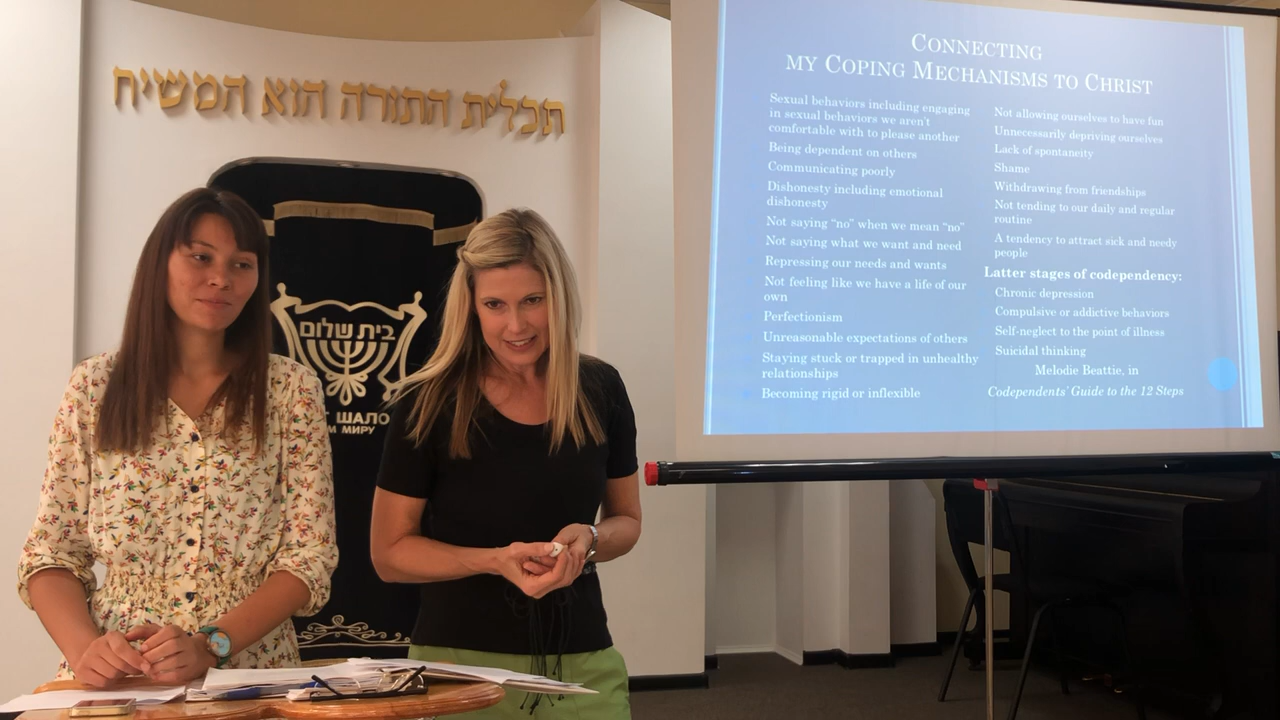 תכלית התורה הוא המשיח
בית שלום
ШАЛО
МИРУ
CONNECTING
MY COPING MECHANISMS TO CHRIST
Sexual behaviors including engaging
in sexual behaviors we aren't
comfortable with to please another
Being dependent on others
Communicating poorly
Dishonesty including emotional
dishonesty
Not saying “no” when we mean “no”
Not saying what we want and need
Repressing our needs and wants
Not feeling like we have a life of our
own
Perfectionism
Unreasonable expectations of others
Staying stuck or trapped in unhealthy
relationships
Becoming rigid or inflexible
Not allowing ourselves to have fun
Unnecessarily depriving ourselves
Lack of spontaneity
Shame
Withdrawing from friendships
Not tending to our daily and regular
routine
A tendency to attract sick and needy
people
Latter stages of codependency:
Chronic depression
Compulsive or addictive behaviors
Self-neglect to the point of illness
Suicidal thinking
Melodie Beattie, in
Codependents' Guide to the 12 Steps